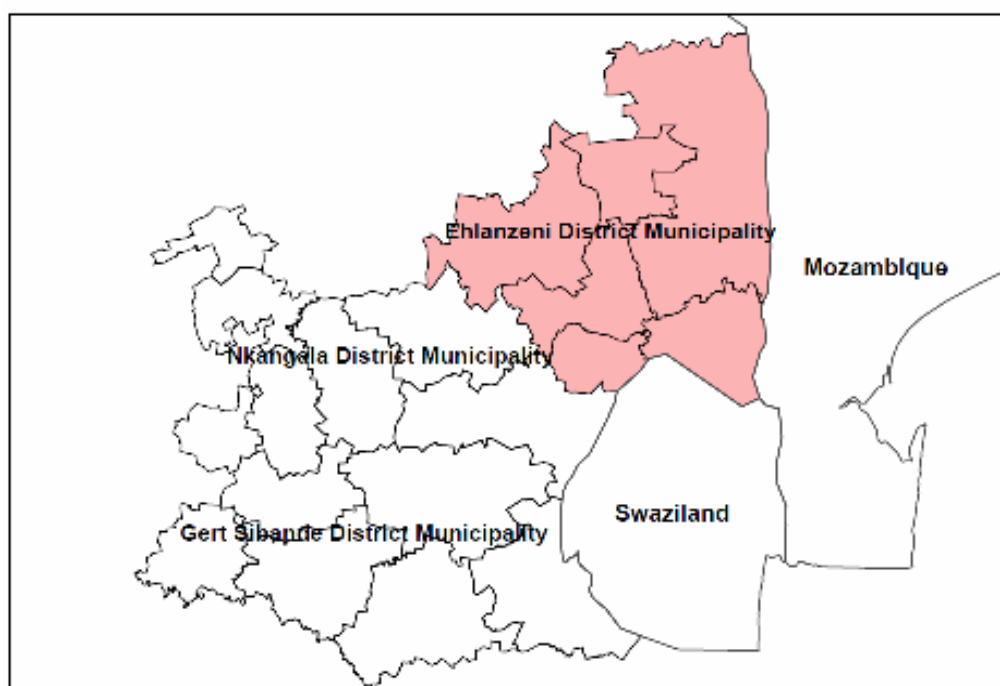 Ehlanzeni District Municipality
Mozambique
Nkangala District Municipality
Swaziland
Gert Sibande District Municipality